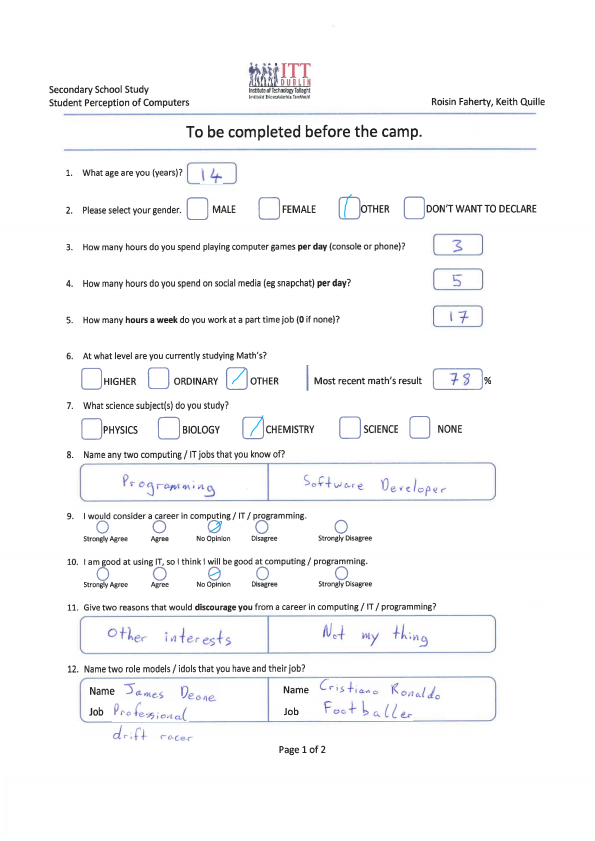 ITT
DUBLIN
Institute of Technology Tallaght
Secondary School Study
Student Perception of Computers
Roisin Faherty, Keith Quille
To be completed before the camp.
1. What age are you (years)? 14
2. Please select your gender. MALE FEMALE OTHER DON'T WANT TO DECLARE
3. How many hours do you spend playing computer games per day (console or phone)? 3
4. How many hours do you spend on social media (eg snapchat) per day? 5
5. How many hours a week do you work at a part time job (0 if none)? 17
6. At what level are you currently studying Math's?
HIGHER ORDINARY OTHER Most recent math's result 78 %
7. What science subject(s) do you study?
PHYSICS BIOLOGY CHEMISTRY SCIENCE NONE
8. Name any two computing / IT jobs that you know of?
Programming Software Developer
9. I would consider a career in computing / IT / programming.
Strongly Agree Agree No Opinion Disagree Strongly Disagree
10. I am good at using IT, so I think I will be good at computing / programming.
Strongly Agree Agree No Opinion Disagree Strongly Disagree
11. Give two reasons that would discourage you from a career in computing / IT / programming?
Other interests Not my thing
12. Name two role models / idols that you have and their job?
Name James Deane Name Cristiano Ronaldo
Job Professional Job Footballer
drift racer
Page 1 of 2